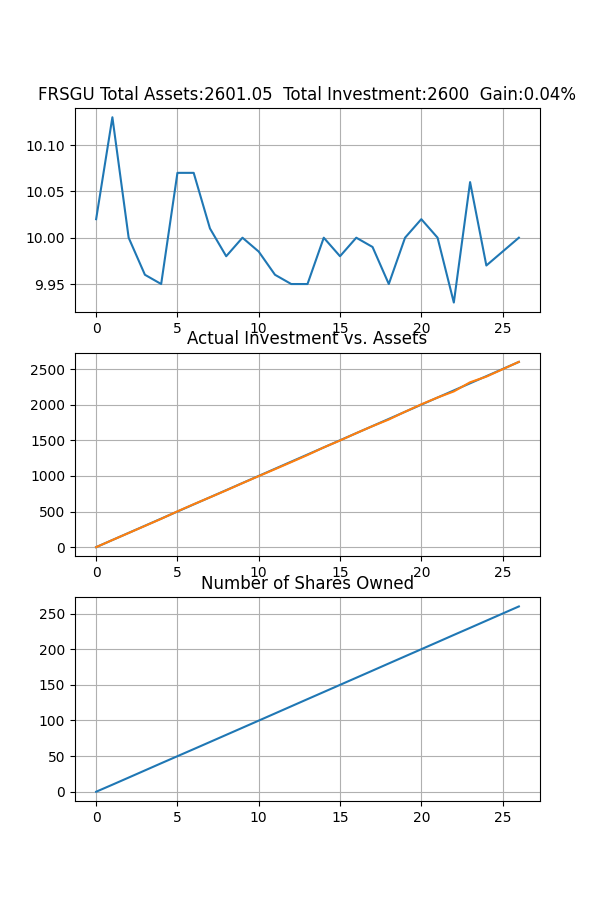 FRSGU Total Assets:2601.05  Total Investment:2600  Gain:0.04%
10.10
10.05
10.00
9.95
0 5 10 15 20 25
Actual Investment vs. Assets
2500
2000
1500
1000
500
0
0 5 10 15 20 25
Number of Shares Owned
250
200
150
100
50
0
0 5 10 15 20 25